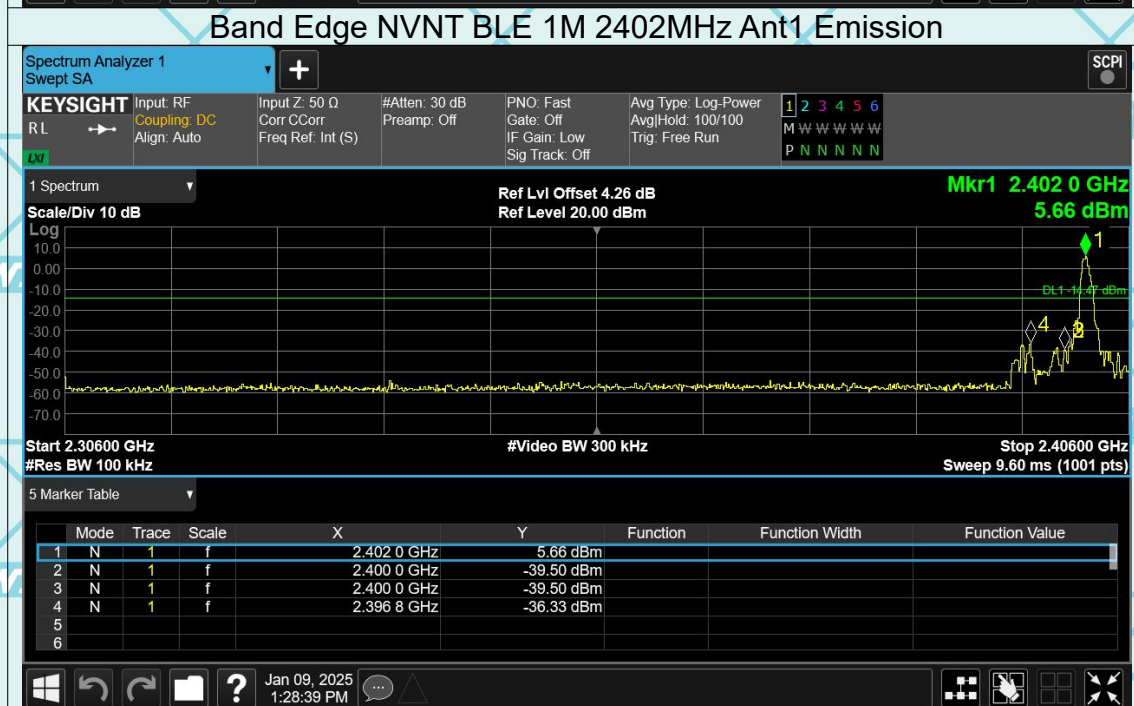 Band Edge NVNT BLE 1M 2402MHz Ant1 Emission
Spectrum Analyzer 1
Swept SA
+
SCPI
KEYSIGHT
RL
LXI
Input: RF
Coupling: DC
Align: Auto
Input Z: 50 Ω
Corr CCorr
Freq Ref: Int (S)
#Atten: 30 dB
Preamp: Off
PNO: Fast
Gate: Off
IF Gain: Low
Sig Track: Off
Avg Type: Log-Power
Avg|Hold: 100/100
Trig: Free Run
1 2 3 4 5 6
M W W W W W
P N N N N N
1 Spectrum
Scale/Div 10 dB
Ref Lvl Offset 4.26 dB
Ref Level 20.00 dBm
Mkr1 2.402 0 GHz
5.66 dBm
Log
10.0
0.00
-10.0
-20.0
-30.0
-40.0
-50.0
-60.0
-70.0
1
DL1 -14.47 dBm
4
Start 2.30600 GHz
#Res BW 100 kHz
#Video BW 300 kHz
Stop 2.40600 GHz
Sweep 9.60 ms (1001 pts)
5 Marker Table
Mode Trace Scale X Y Function Function Width Function Value
1 N 1 f 2.402 0 GHz 5.66 dBm
2 N 1 f 2.400 0 GHz -39.50 dBm
3 N 1 f 2.400 0 GHz -39.50 dBm
4 N 1 f 2.396 8 GHz -36.33 dBm
5
6
?
Jan 09, 2025
1:28:39 PM